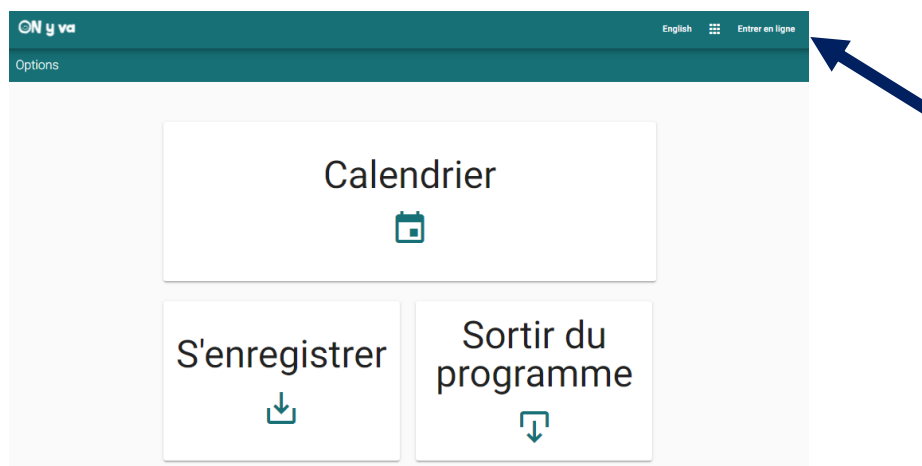 ON y va
English
Entrer en ligne
Options
Calendrier
S'enregistrer
Sortir du
programme